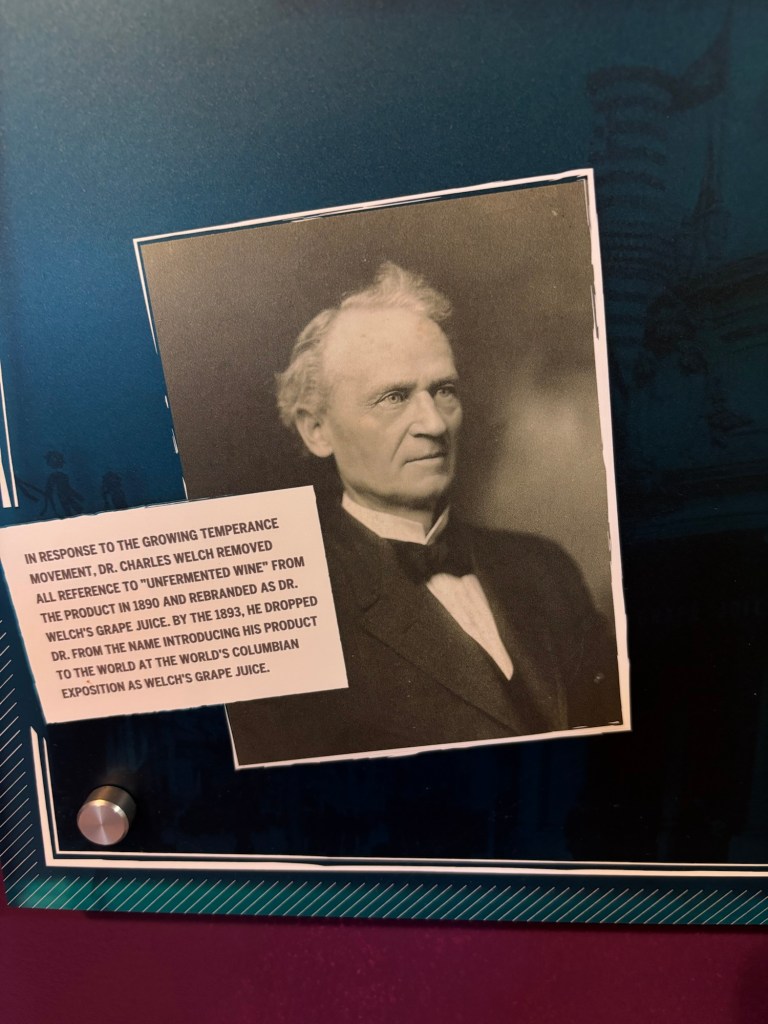 IN RESPONSE TO THE GROWING TEMPERANCE
MOVEMENT, DR. CHARLES WELCH REMOVED
ALL REFERENCE TO "UNFERMENTED WINE" FROM
THE PRODUCT IN 1890 AND REBRANDED AS DR.
WELCH'S GRAPE JUICE. BY THE 1893, HE DROPPED
DR. FROM THE NAME INTRODUCING HIS PRODUCT
TO THE WORLD AT THE WORLD'S COLUMBIAN
EXPOSITION AS WELCH'S GRAPE JUICE.